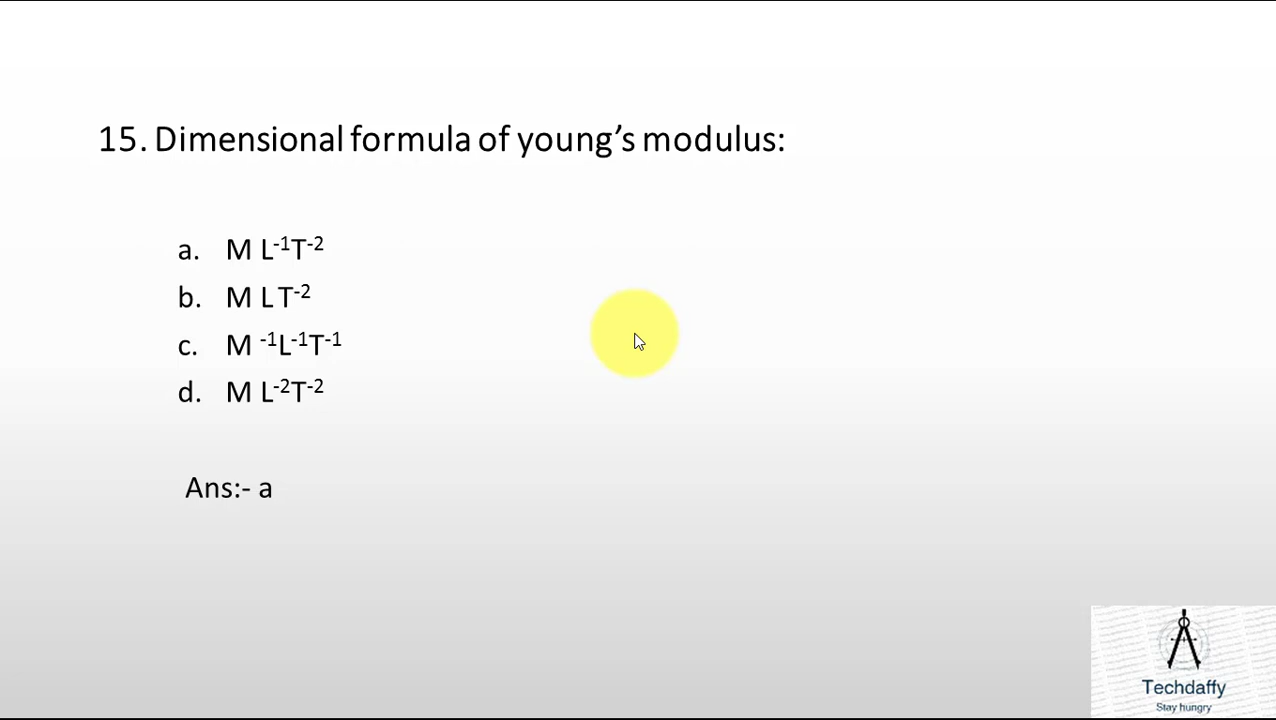 15. Dimensional formula of young’s modulus:
a. M L⁻¹T⁻²
b. M L T⁻²
c. M ⁻¹L⁻¹T⁻¹
d. M L⁻²T⁻²
Ans:- a
Techdaffy
Stay hungry